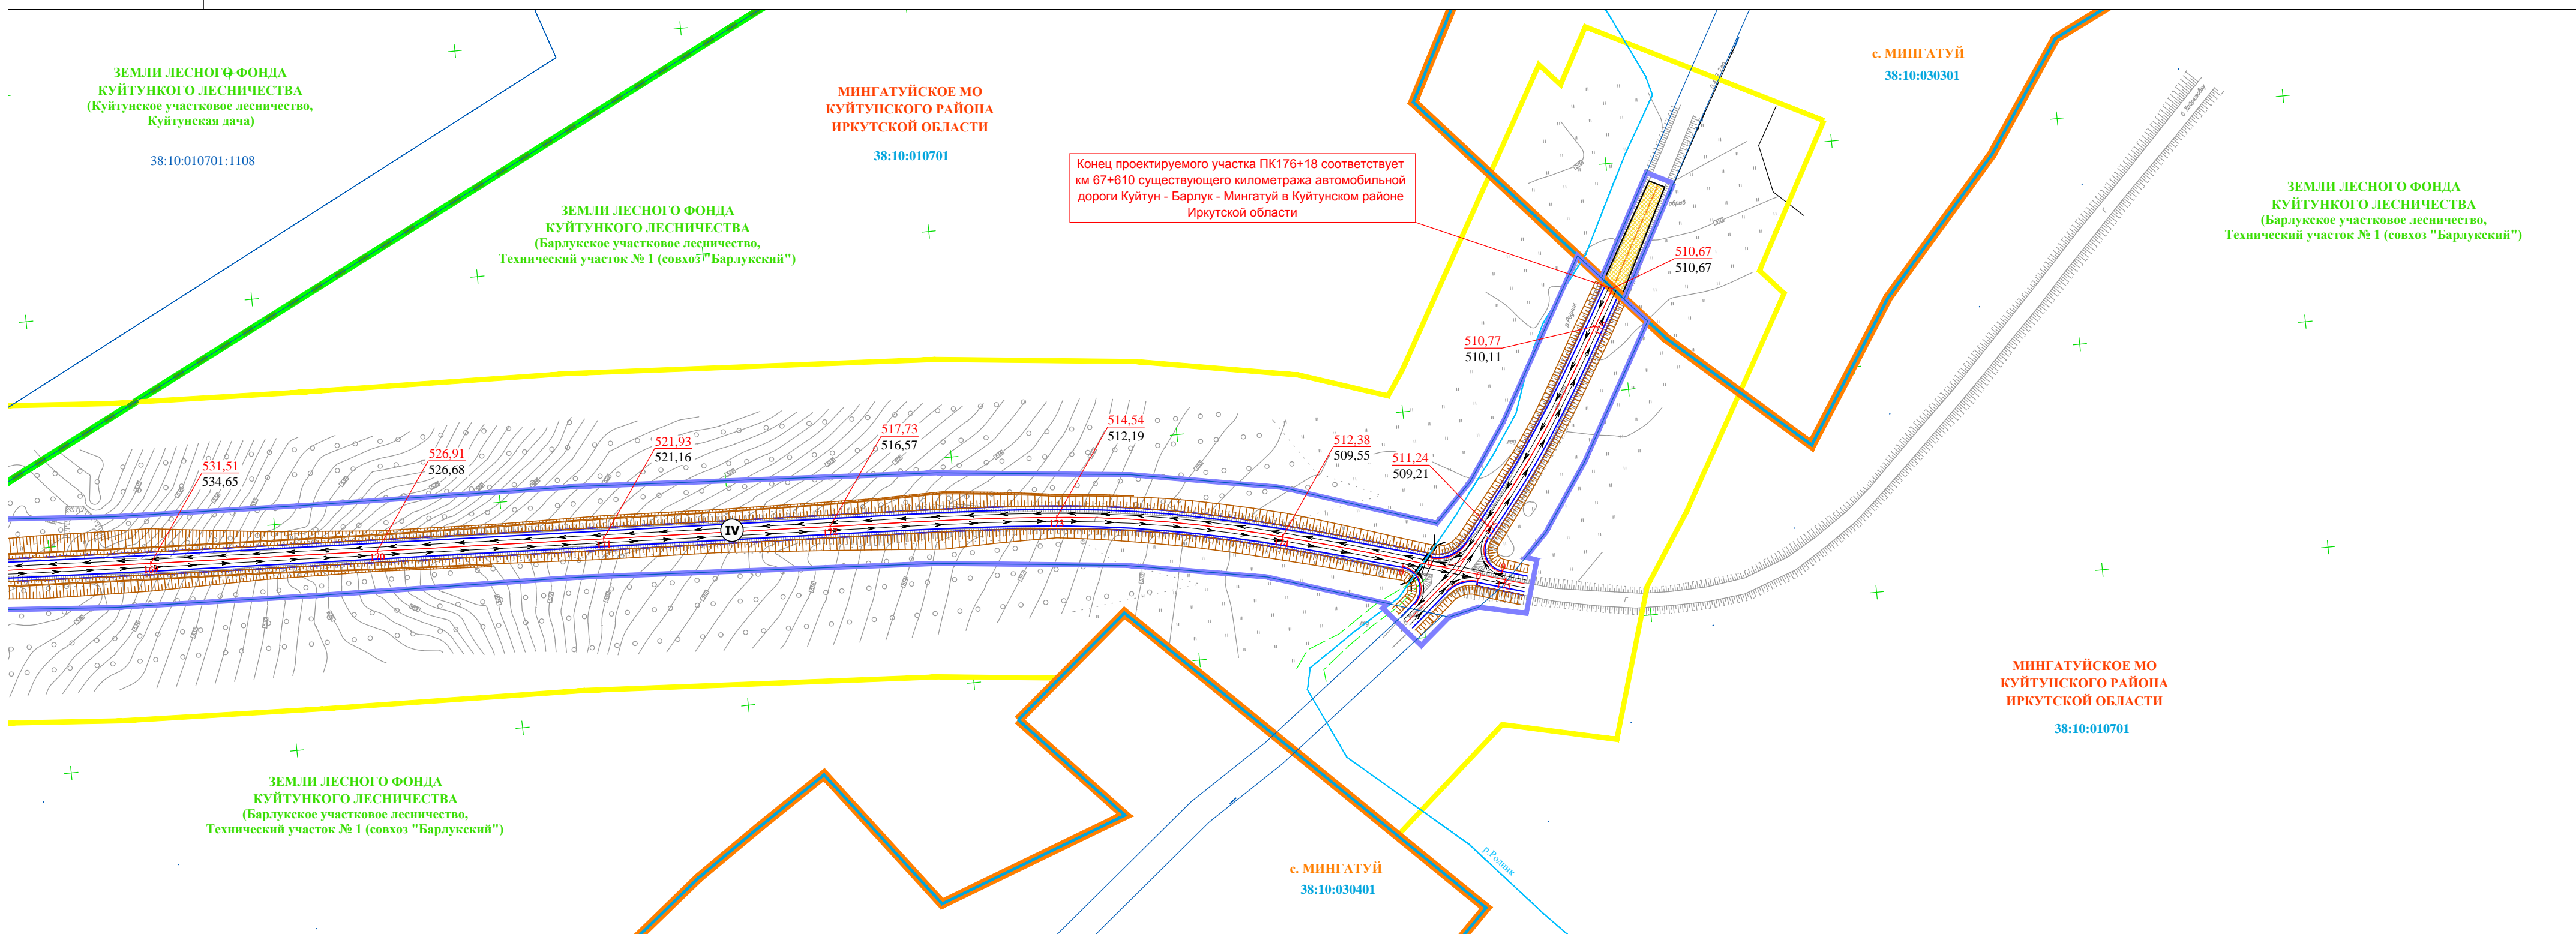 ЗЕМЛИ ЛЕСНОГО ФОНДА
КУЙТУНКОГО ЛЕСНИЧЕСТВА
(Куйтунское участковое лесничество,
Куйтунская дача)
38:10:010701:1108
МИНГАТУЙСКОЕ МО
КУЙТУНСКОГО РАЙОНА
ИРКУТСКОЙ ОБЛАСТИ
38:10:010701
ЗЕМЛИ ЛЕСНОГО ФОНДА
КУЙТУНКОГО ЛЕСНИЧЕСТВА
(Барлукское участковое лесничество,
Технический участок № 1 (совхоз "Барлукский")
Конец проектируемого участка ПК176+18 соответствует
км 67+610 существующего километража автомобильной
дороги Куйтун - Барлук - Мингатуй в Куйтунском районе
Иркутской области
с. МИНГАТУЙ
38:10:030301
ЗЕМЛИ ЛЕСНОГО ФОНДА
КУЙТУНКОГО ЛЕСНИЧЕСТВА
(Барлукское участковое лесничество,
Технический участок № 1 (совхоз "Барлукский")
510,67
510,67
510,77
510,11
531,51
534,65
526,91
526,68
521,93
521,16
517,73
516,57
514,54
512,19
512,38
509,55
511,24
509,21
IV
170
173
МИНГАТУЙСКОЕ МО
КУЙТУНСКОГО РАЙОНА
ИРКУТСКОЙ ОБЛАСТИ
38:10:010701
ЗЕМЛИ ЛЕСНОГО ФОНДА
КУЙТУНКОГО ЛЕСНИЧЕСТВА
(Барлукское участковое лесничество,
Технический участок № 1 (совхоз "Барлукский")
с. МИНГАТУЙ
38:10:030401
р.Родник